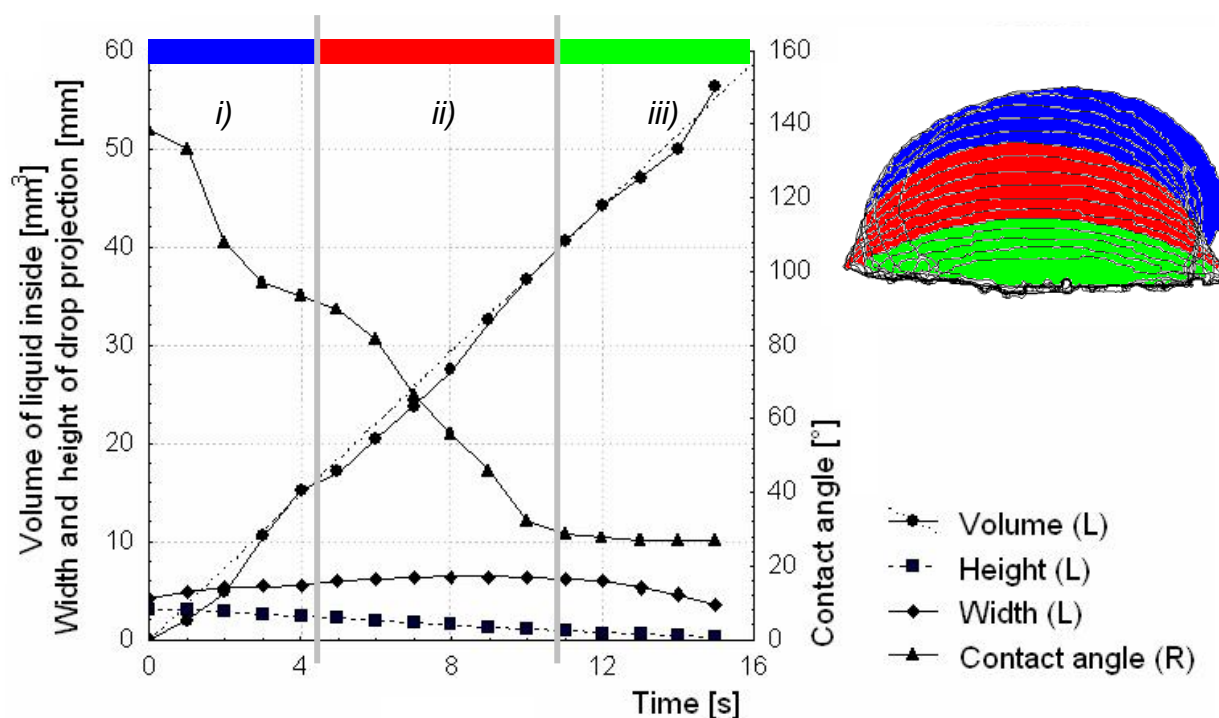 Volume of liquid inside [mm³]
Width and height of drop projection [mm]
60
50
40
30
20
10
0
i)
ii)
iii)
160
140
120
100
80
60
40
20
0
Contact angle [°]
0
4
8
12
16
Time [s]
Volume (L)
Height (L)
Width (L)
Contact angle (R)